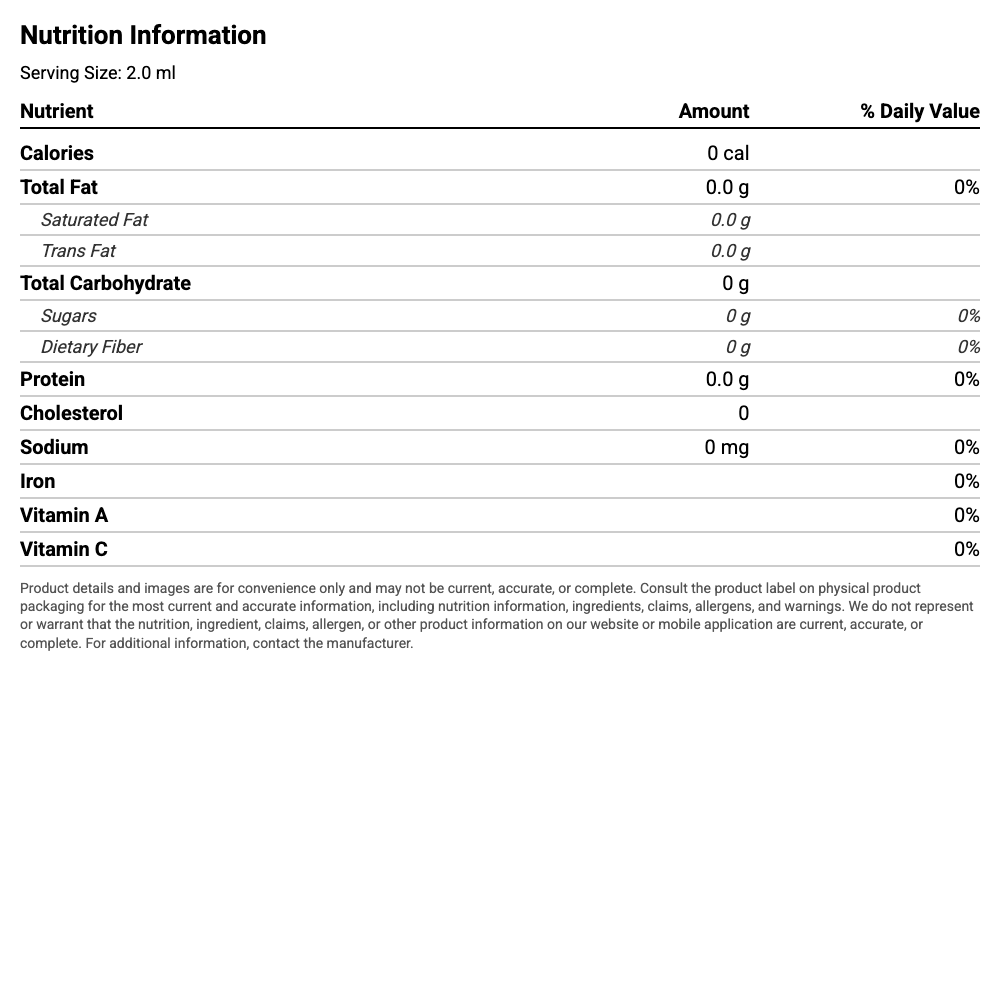 Nutrition Information
Serving Size: 2.0 ml
Nutrient Amount % Daily Value
Calories 0 cal
Total Fat 0.0 g 0%
Saturated Fat 0.0 g
Trans Fat 0.0 g
Total Carbohydrate 0 g
Sugars 0 g 0%
Dietary Fiber 0 g 0%
Protein 0.0 g 0%
Cholesterol 0
Sodium 0 mg 0%
Iron 0%
Vitamin A 0%
Vitamin C 0%
Product details and images are for convenience only and may not be current, accurate, or complete. Consult the product label on physical product
packaging for the most current and accurate information, including nutrition information, ingredients, claims, allergens, and warnings. We do not represent
or warrant that the nutrition, ingredient, claims, allergen, or other product information on our website or mobile application are current, accurate, or
complete. For additional information, contact the manufacturer.